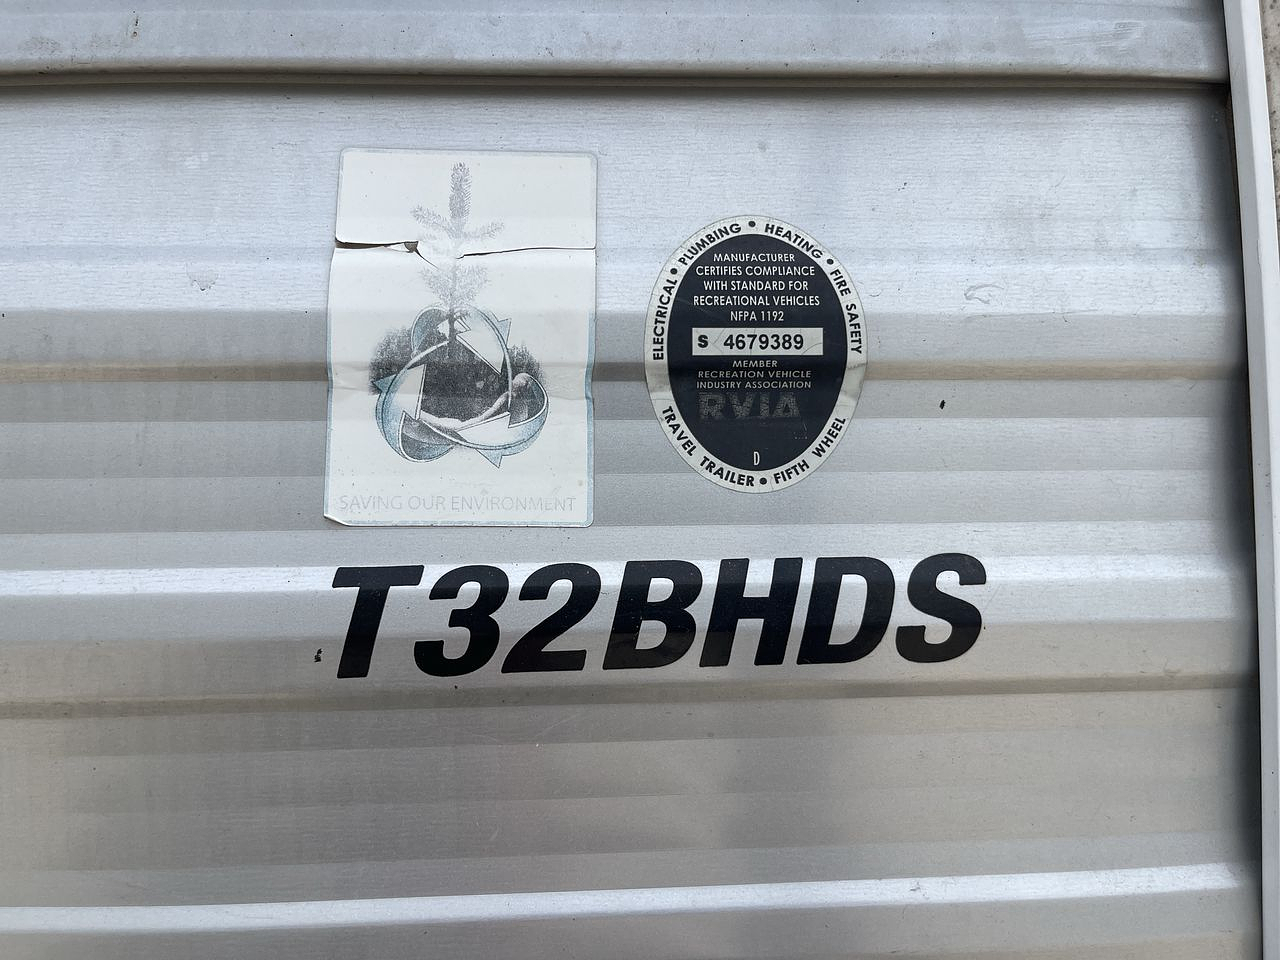 SAVING OUR ENVIRONMENT
ELECTRICAL • PLUMBING • HEATING • FIRE SAFETY
MANUFACTURER
CERTIFIES COMPLIANCE
WITH STANDARD FOR
RECREATIONAL VEHICLES
NFPA 1192
S 4679389
MEMBER
RECREATION VEHICLE
INDUSTRY ASSOCIATION
RVIA
D
TRAVEL TRAILER • FIFTH WHEEL
T32BHDS